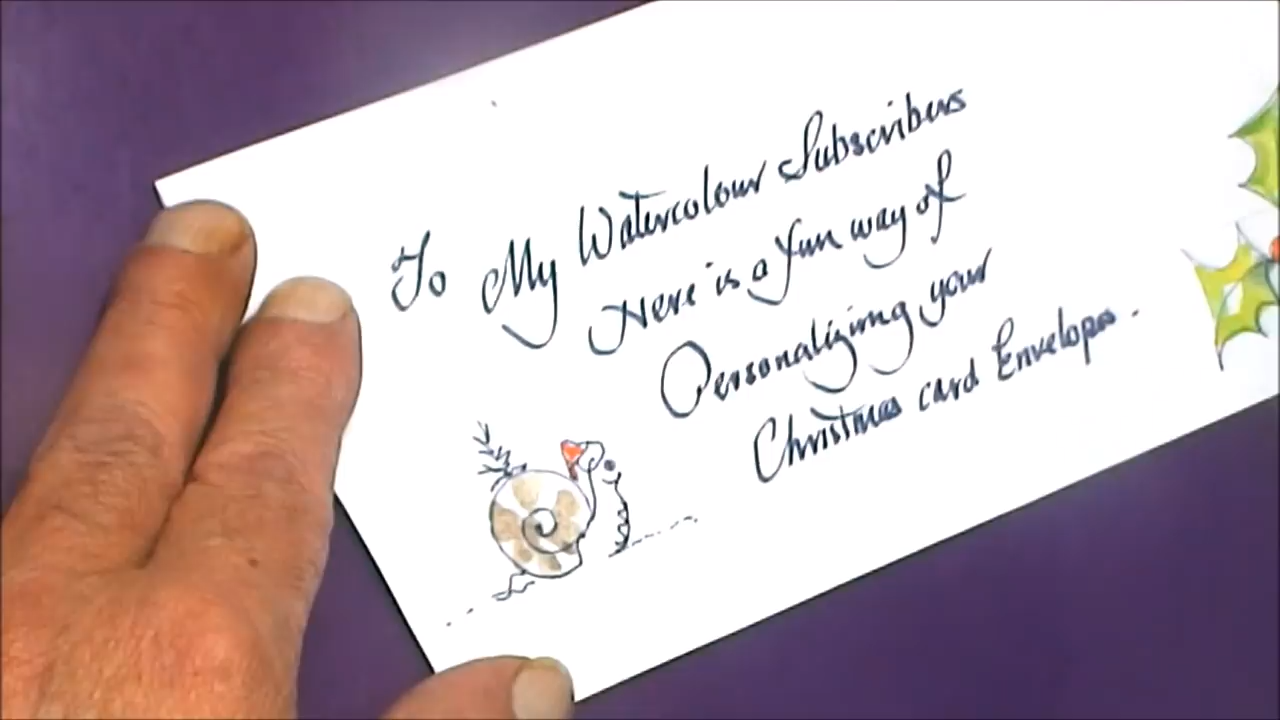 To My Watercolour Subscribers
Here is a fun way of
Personalizing your
Christmas card Envelopes.